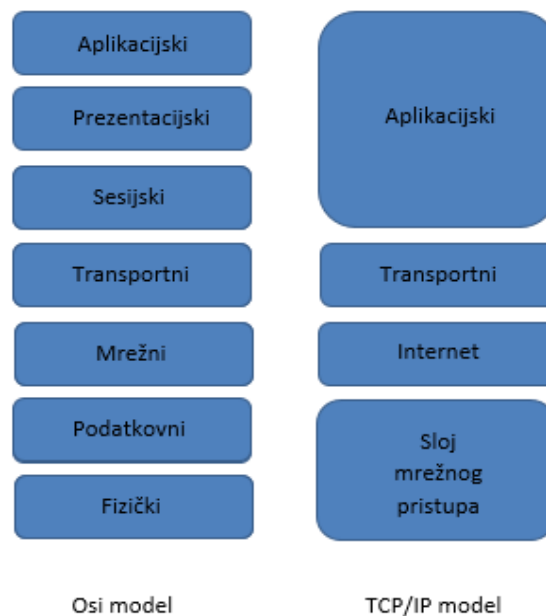 Aplikacijski
Prezentacijski
Sesijski
Transportni
Mrežni
Podatkovni
Fizički
Osi model
Aplikacijski
Transportni
Internet
Sloj
mrežnog
pristupa
TCP/IP model